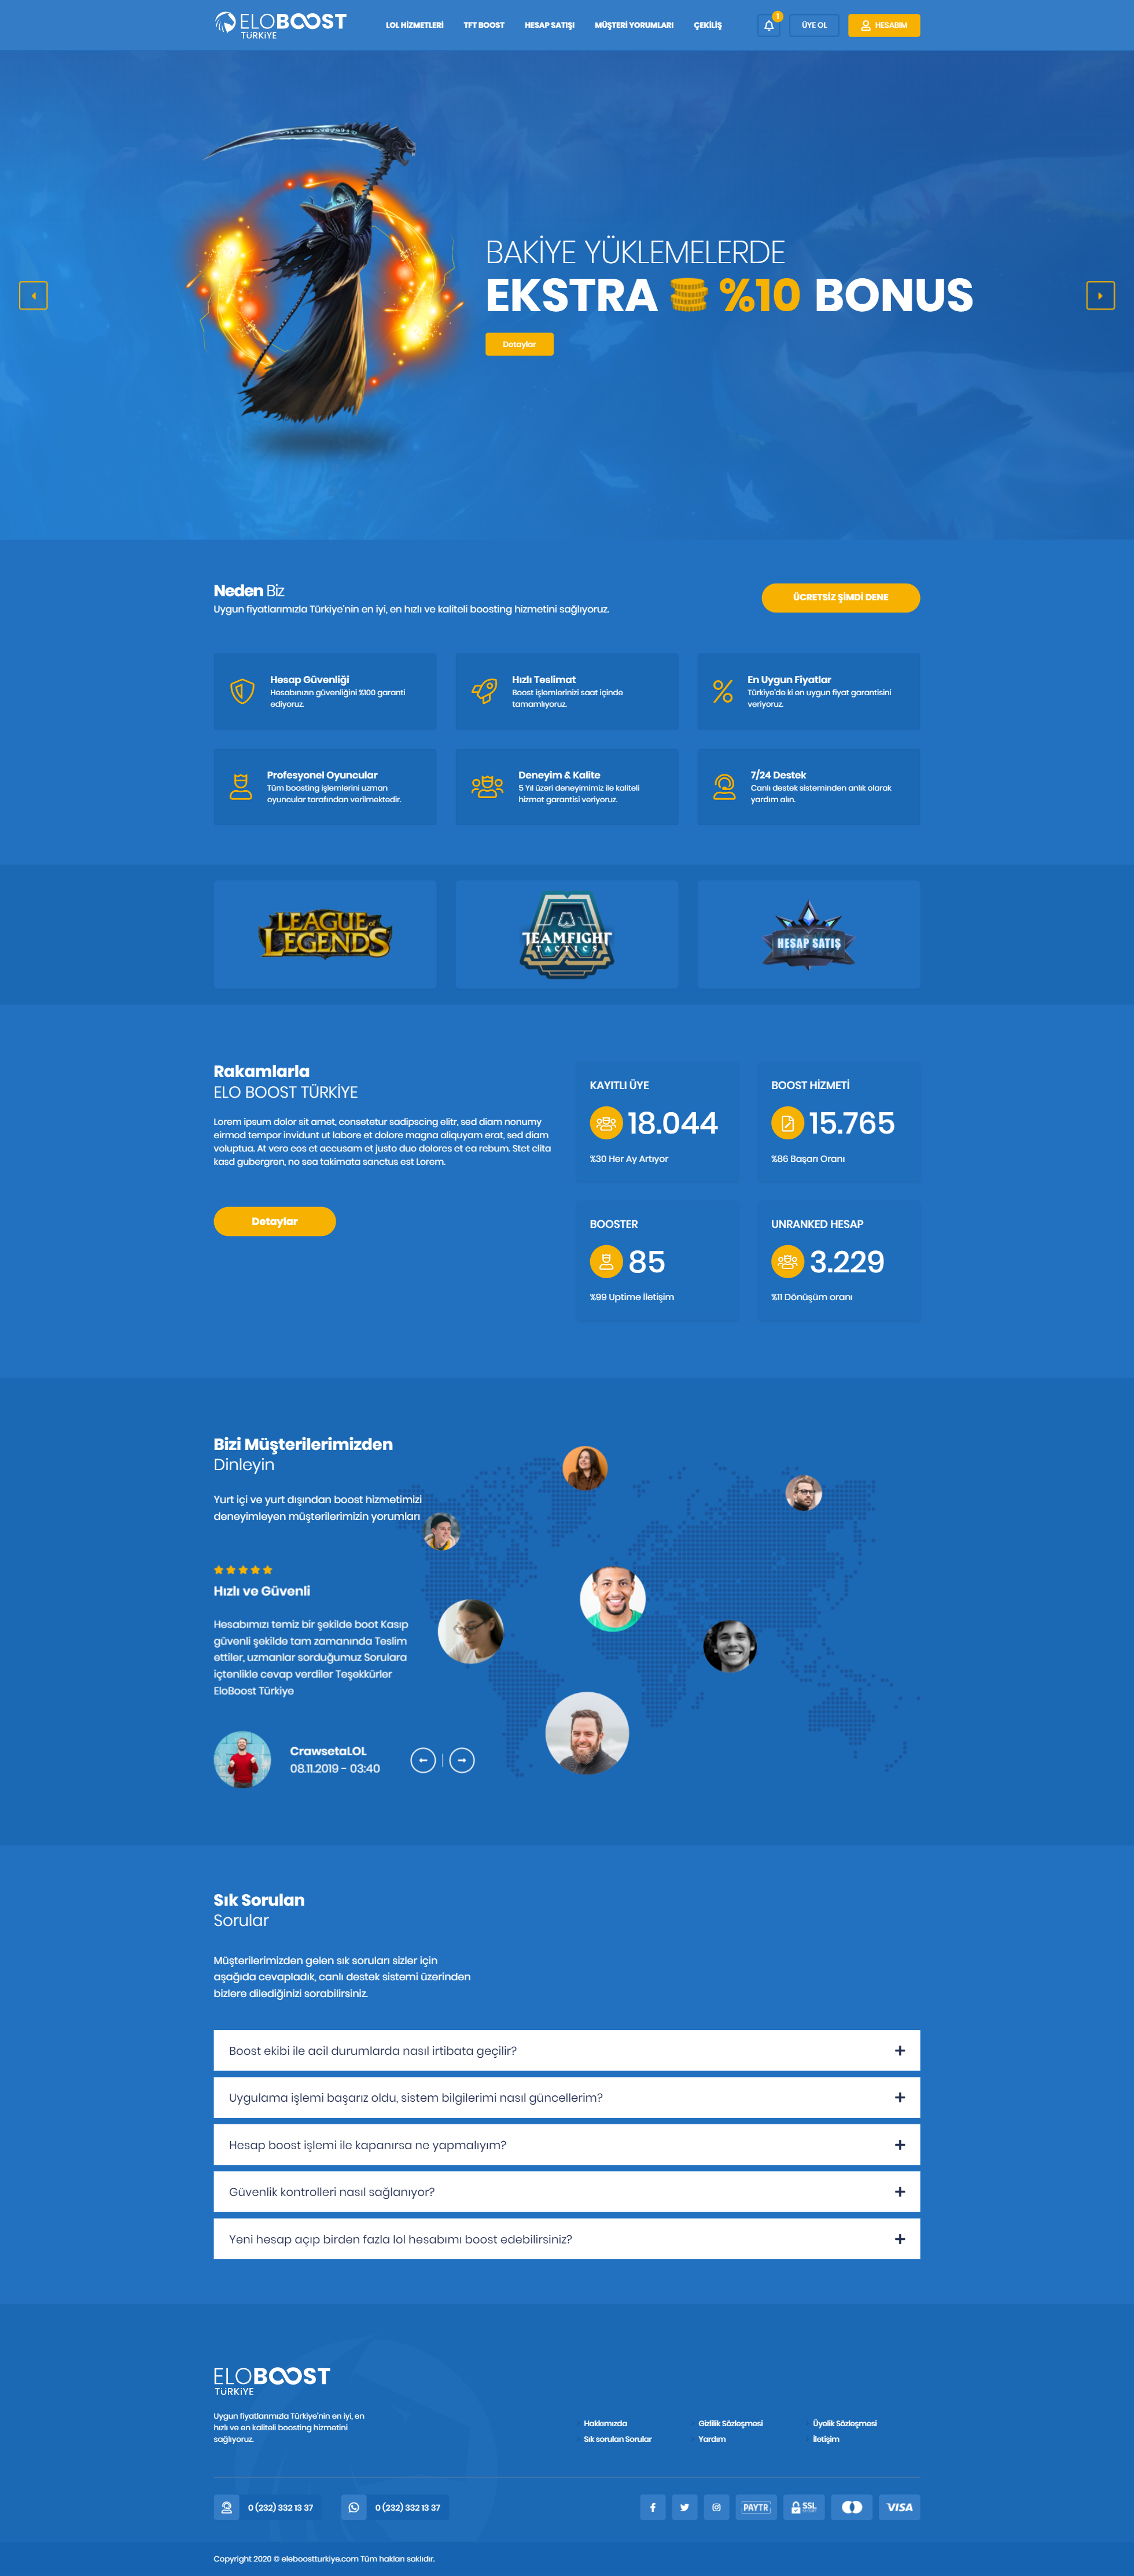 ELOBOOST
TÜRKİYE
LOL HİZMETLERİ
TFT BOOST
HESAP SATIŞI
MÜŞTERİ YORUMLARI
ÇEKİLİŞ
1
ÜYE OL
HESABIM
BAKİYE YÜKLEMELERDE
EKSTRA %10 BONUS
Detaylar
Neden Biz
Uygun fiyatlarımızla Türkiye'nin en iyi, en hızlı ve kaliteli boosting hizmetini sağlıyoruz.
ÜCRETSİZ ŞİMDİ DENE
Hesap Güvenliği
Hesabınızın güvenliğini %100 garanti
ediyoruz.
Hızlı Teslimat
Boost işlemlerinizi saat içinde
tamamlıyoruz.
En Uygun Fiyatlar
Türkiye'de ki en uygun fiyat garantisini
veriyoruz.
Profesyonel Oyuncular
Tüm boosting işlemlerini uzman
oyuncular tarafından verilmektedir.
Deneyim & Kalite
5 Yıl üzeri deneyimimiz ile kaliteli
hizmet garantisi veriyoruz.
7/24 Destek
Canlı destek sisteminden anlık olarak
yardım alın.
LEAGUE of
LEGENDS
TEAMFIGHT
TACTICS
HESAP SATIŞ
Rakamlarla
ELO BOOST TÜRKİYE
Lorem ipsum dolor sit amet, consetetur sadipscing elitr, sed diam nonumy
eirmod tempor invidunt ut labore et dolore magna aliquyam erat, sed diam
voluptua. At vero eos et accusam et justo duo dolores et ea rebum. Stet clita
kasd gubergren, no sea takimata sanctus est Lorem.
Detaylar
KAYITLI ÜYE
18.044
%30 Her Ay Artıyor
BOOST HİZMETİ
15.765
%86 Başarı Oranı
BOOSTER
85
%99 Uptime İletişim
UNRANKED HESAP
3.229
%11 Dönüşüm oranı
Bizi Müşterilerimizden
Dinleyin
Yurt içi ve yurt dışından boost hizmetimizi
deneyimleyen müşterilerimizin yorumları
Hızlı ve Güvenli
Hesabımızı temiz bir şekilde boot Kasıp
güvenli şekilde tam zamanında Teslim
ettiler, uzmanlar sorduğumuz Sorulara
içtenlikle cevap verdiler Teşekkürler
EloBoost Türkiye
CrawsetaLOL
08.11.2019 - 03:40
Sık Sorulan
Sorular
Müşterilerimizden gelen sık soruları sizler için
aşağıda cevapladık, canlı destek sistemi üzerinden
bizlere dilediğinizi sorabilirsiniz.
Boost ekibi ile acil durumlarda nasıl irtibata geçilir?
Uygulama işlemi başarız oldu, sistem bilgilerimi nasıl güncellerim?
Hesap boost işlemi ile kapanırsa ne yapmalıyım?
Güvenlik kontrolleri nasıl sağlanıyor?
Yeni hesap açıp birden fazla lol hesabımı boost edebilirsiniz?
ELOBOOST
TÜRKİYE
Uygun fiyatlarımızla Türkiye'nin en iyi, en
hızlı ve en kaliteli boosting hizmetini
sağlıyoruz.
Hakkımızda
Gizlilik Sözleşmesi
Üyelik Sözleşmesi
Sık sorulan Sorular
Yardım
İletişim
0 (232) 332 13 37
0 (232) 332 13 37
PAYTR
SSL
VISA
Copyright 2020 © eleboostturkiye.com Tüm hakları saklıdır.